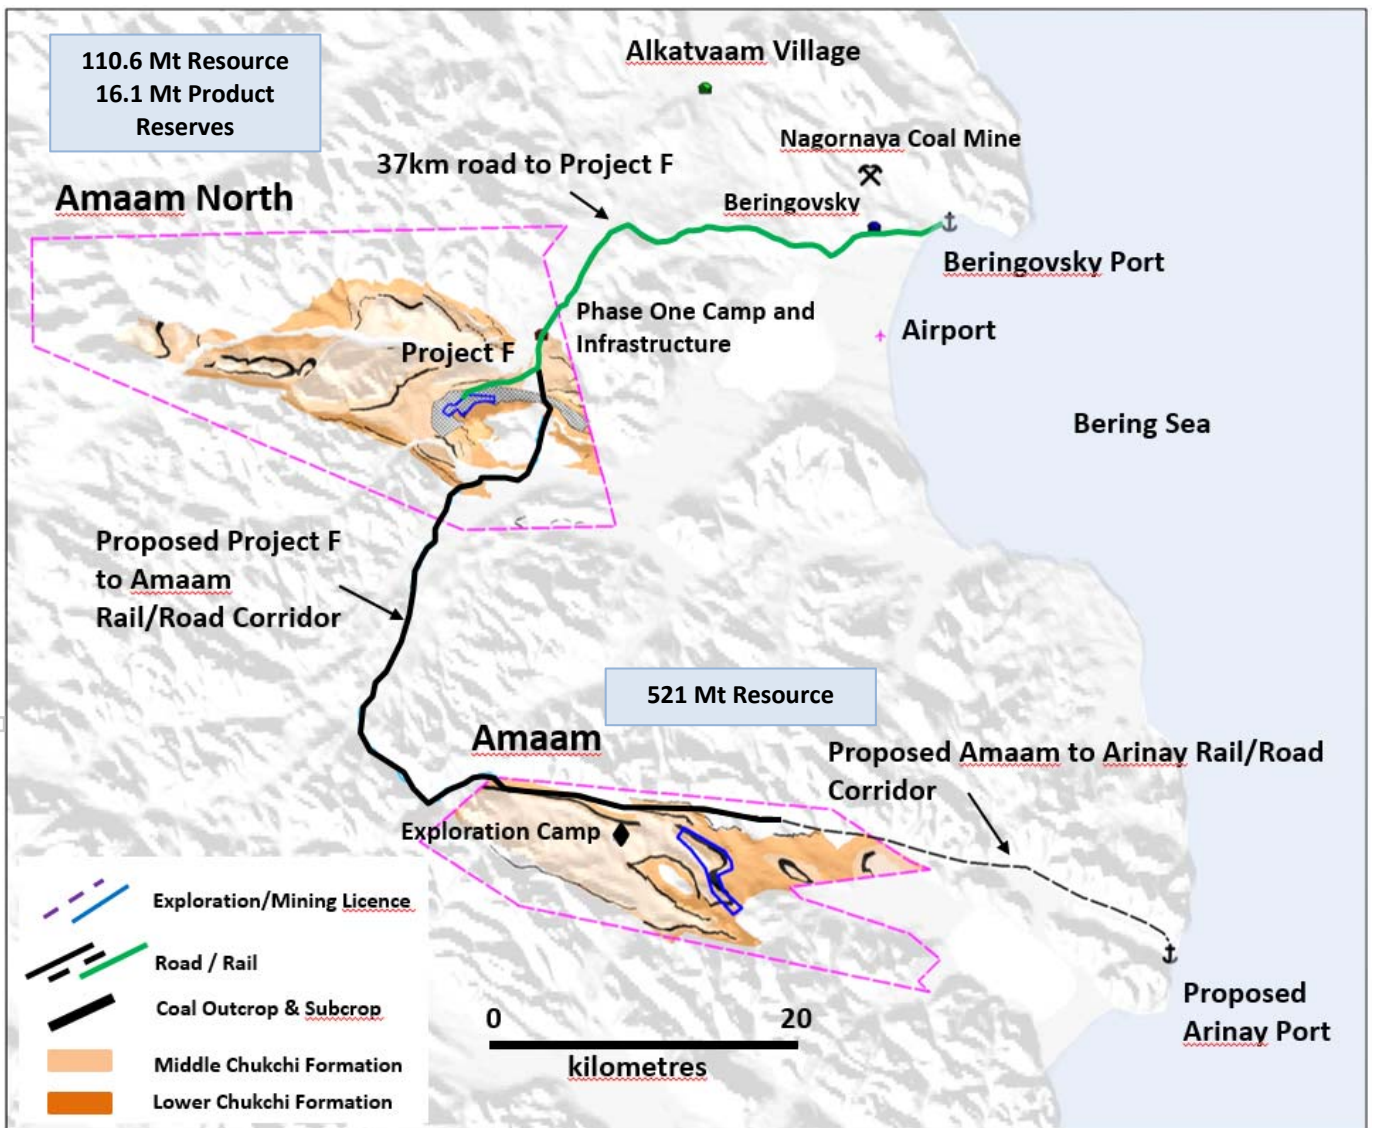 110.6 Mt Resource
16.1 Mt Product
Reserves
Alkatvaam Village
Nagornaya Coal Mine
37km road to Project F
Amaam North
Beringovsky
Beringovsky Port
Phase One Camp and
Infrastructure
Airport
Project F
Bering Sea
Proposed Project F
to Amaam
Rail/Road Corridor
521 Mt Resource
Amaam
Proposed Amaam to Arinay Rail/Road
Corridor
Exploration Camp
Exploration/Mining Licence
Road / Rail
Coal Outcrop & Subcrop
Middle Chukchi Formation
Lower Chukchi Formation
0 20
kilometres
Proposed
Arinay Port